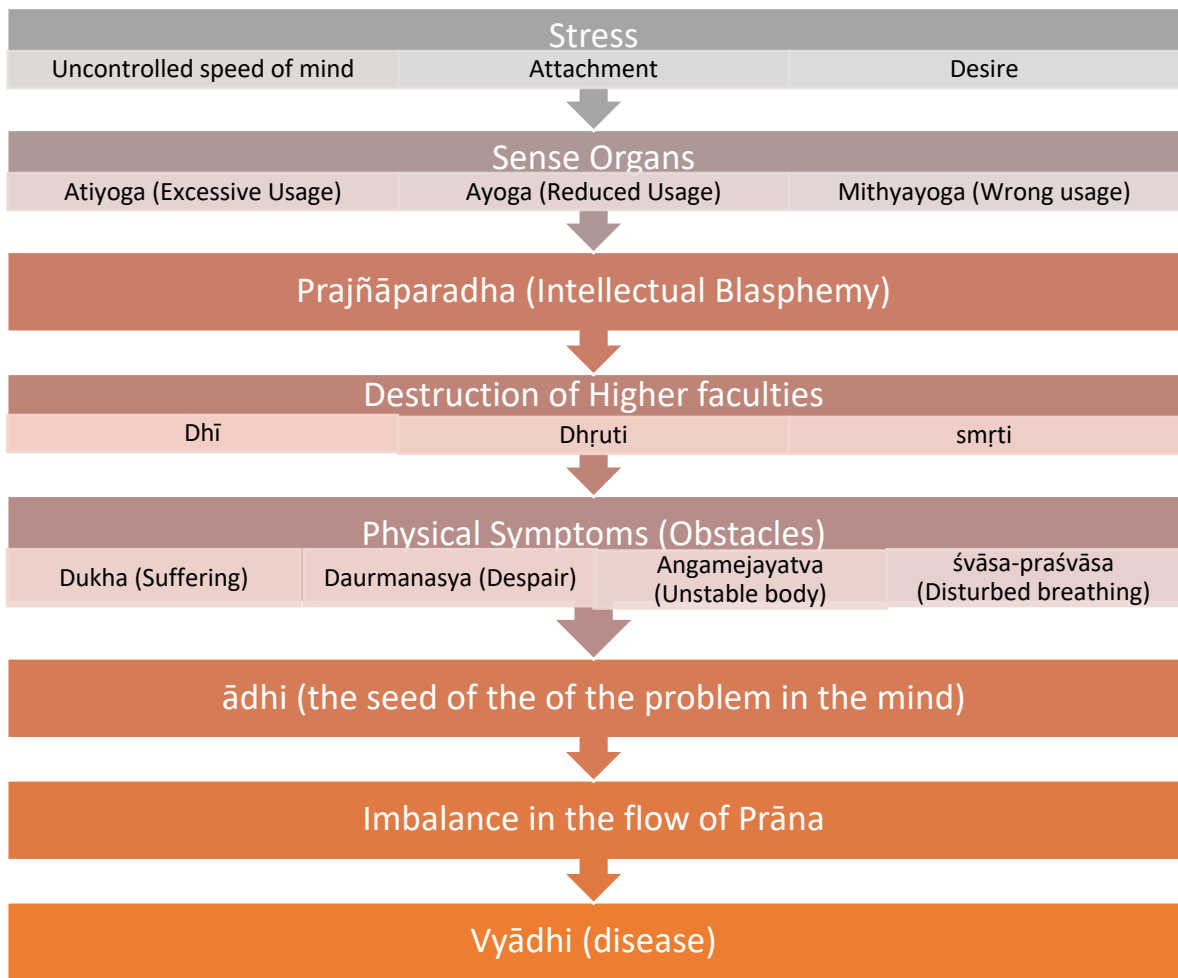 Stress
Uncontrolled speed of mind
Attachment
Desire
Sense Organs
Atiyoga (Excessive Usage)
Ayoga (Reduced Usage)
Mithyayoga (Wrong usage)
Prajñāparadha (Intellectual Blasphemy)
Destruction of Higher faculties
Dhī
Dhṛuti
smṛti
Physical Symptoms (Obstacles)
Dukha (Suffering)
Daurmanasya (Despair)
Angamejayatva
(Unstable body)
śvāsa-praśvāsa
(Disturbed breathing)
ādhi (the seed of the of the problem in the mind)
Imbalance in the flow of Prāna
Vyādhi (disease)